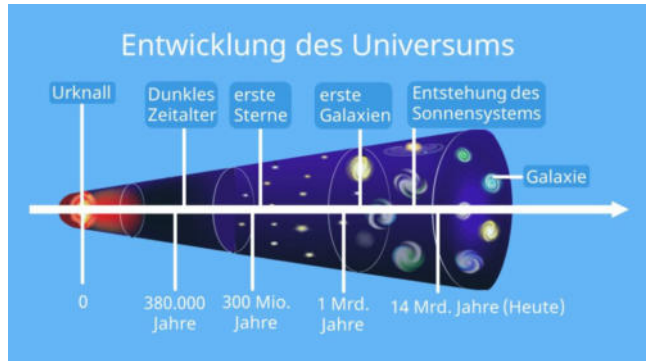 Entwicklung des Universums
Urknall
Dunkles
Zeitalter
erste
Sterne
erste
Galaxien
Entstehung des
Sonnensystems
Galaxie
0
380.000
Jahre
300 Mio.
Jahre
1 Mrd.
Jahre
14 Mrd. Jahre (Heute)